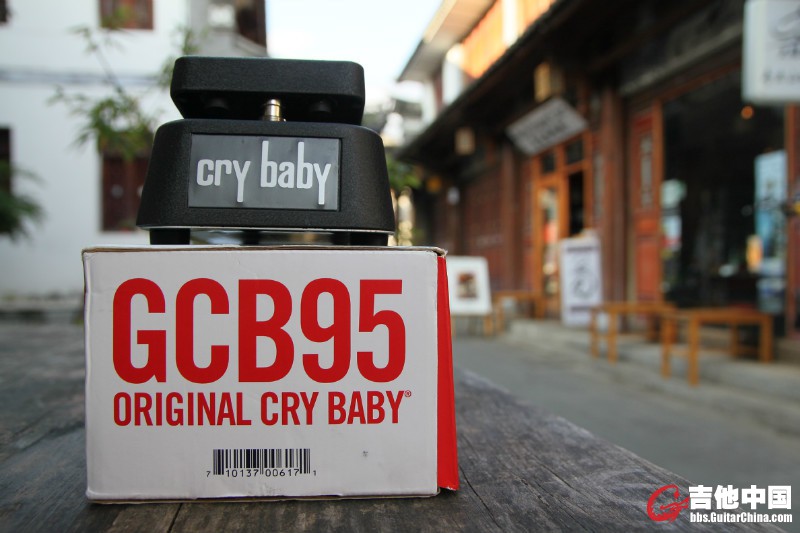 cry baby
GCB95
ORIGINAL CRY BABY®
7 10137 00617 1
吉他中国
bbs.GuitarChina.com